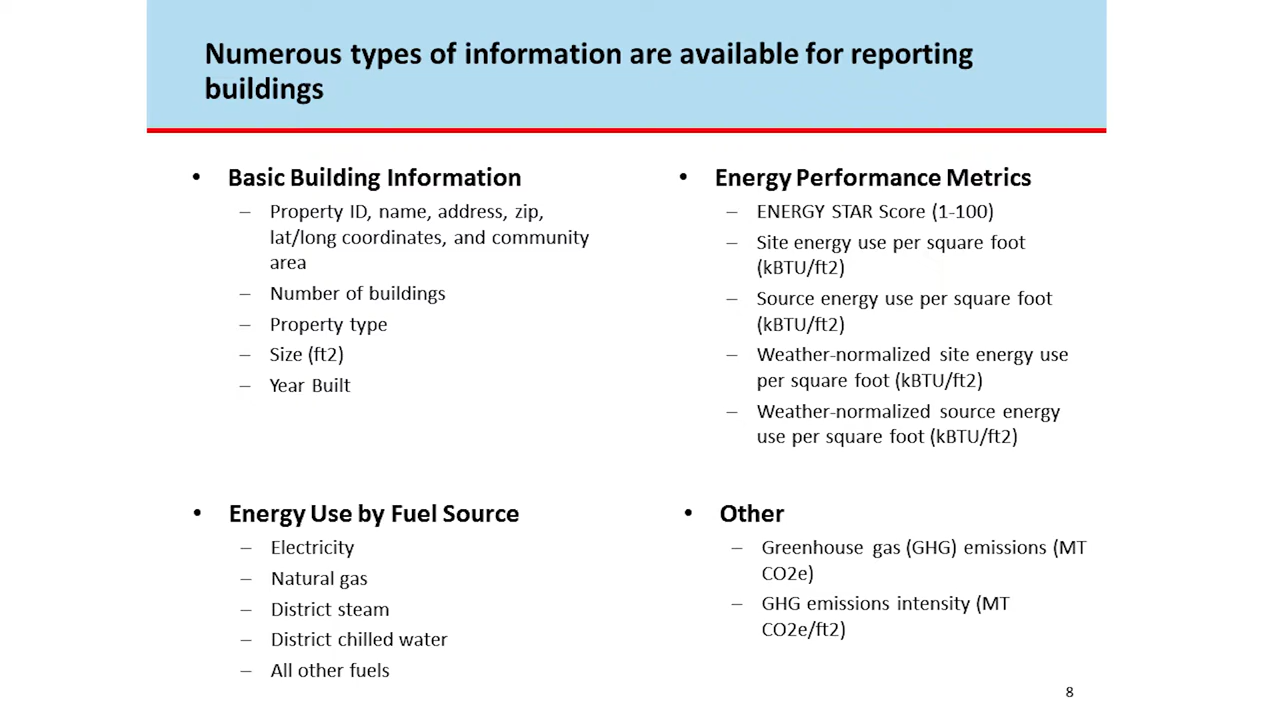 Numerous types of information are available for reporting
buildings
• Basic Building Information
– Property ID, name, address, zip,
lat/long coordinates, and community
area
– Number of buildings
– Property type
– Size (ft2)
– Year Built
• Energy Performance Metrics
– ENERGY STAR Score (1-100)
– Site energy use per square foot
(kBTU/ft2)
– Source energy use per square foot
(kBTU/ft2)
– Weather-normalized site energy use
per square foot (kBTU/ft2)
– Weather-normalized source energy
use per square foot (kBTU/ft2)
• Energy Use by Fuel Source
– Electricity
– Natural gas
– District steam
– District chilled water
– All other fuels
• Other
– Greenhouse gas (GHG) emissions (MT
CO2e)
– GHG emissions intensity (MT
CO2e/ft2)
8